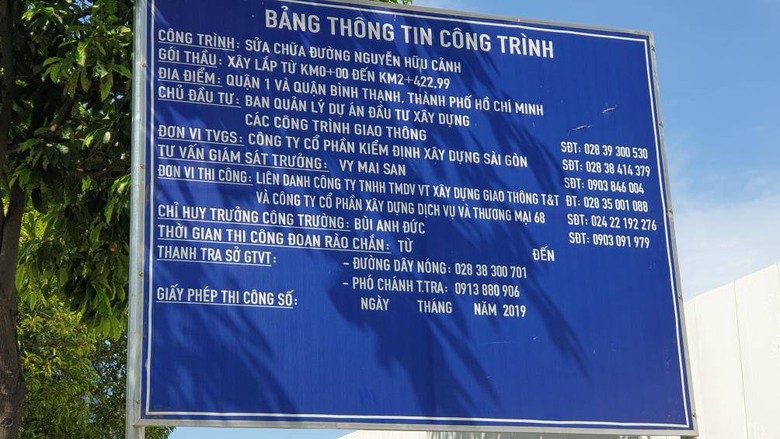 BẢNG THÔNG TIN CÔNG TRÌNH
CÔNG TRÌNH: SỬA CHỮA ĐƯỜNG NGUYỄN HỮU CẢNH
GÓI THẦU: XÂY LẮP TỪ KM0+00 ĐẾN KM2+422,99
ĐỊA ĐIỂM: QUẬN 1 VÀ QUẬN BÌNH THẠNH, THÀNH PHỐ HỒ CHÍ MINH
CHỦ ĐẦU TƯ: BAN QUẢN LÝ DỰ ÁN ĐẦU TƯ XÂY DỰNG
CÁC CÔNG TRÌNH GIAO THÔNG SĐT: 028 39 300 530
ĐƠN VỊ TVGS: CÔNG TY CỔ PHẦN KIỂM ĐỊNH XÂY DỰNG SÀI GÒN SĐT: 028 38 414 379
TƯ VẤN GIÁM SÁT TRƯỞNG: VY MAI SAN SĐT: 0903 846 004
ĐƠN VỊ THI CÔNG: LIÊN DANH CÔNG TY TNHH TMDV VT XÂY DỰNG GIAO THÔNG T&T ĐT: 028 35 001 088
VÀ CÔNG TY CỔ PHẦN XÂY DỰNG DỊCH VỤ VÀ THƯƠNG MẠI 68 SĐT: 024 22 192 276
CHỈ HUY TRƯỞNG CÔNG TRƯỜNG: BÙI ANH ĐỨC SĐT: 0903 091 979
THỜI GIAN THI CÔNG ĐOẠN RÀO CHẮN: TỪ ĐẾN
THANH TRA SỞ GTVT: – ĐƯỜNG DÂY NÓNG: 028 38 300 701
– PHÓ CHÁNH T.TRA: 0913 880 906
GIẤY PHÉP THI CÔNG SỐ: NGÀY THÁNG NĂM 2019